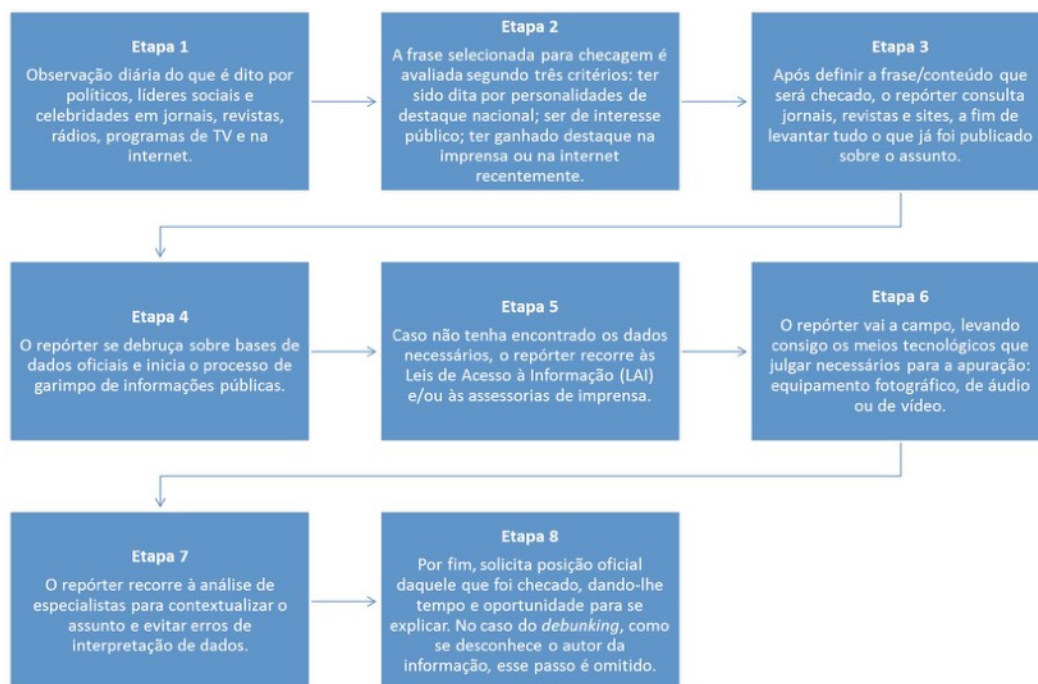 Etapa 1
Observação diária do que é dito por
políticos, líderes sociais e
celebridades em jornais, revistas,
rádios, programas de TV e na
internet.
Etapa 2
A frase selecionada para checagem é
avaliada segundo três critérios: ter
sido dita por personalidades de
destaque nacional; ser de interesse
público; ter ganhado destaque na
imprensa ou na internet
recentemente.
Etapa 3
Após definir a frase/conteúdo que
será checado, o repórter consulta
jornais, revistas e sites, a fim de
levantar tudo o que já foi publicado
sobre o assunto.
Etapa 4
O repórter se debruça sobre bases de
dados oficiais e inicia o processo de
garimpo de informações públicas.
Etapa 5
Caso não tenha encontrado os dados
necessários, o repórter recorre às
Leis de Acesso à Informação (LAI)
e/ou às assessorias de imprensa.
Etapa 6
O repórter vai a campo, levando
consigo os meios tecnológicos que
julgar necessários para a apuração:
equipamento fotográfico, de áudio
ou de vídeo.
Etapa 7
O repórter recorre à análise de
especialistas para contextualizar o
assunto e evitar erros de
interpretação de dados.
Etapa 8
Por fim, solicita posição oficial
daquele que foi checado, dando-lhe
tempo e oportunidade para se
explicar. No caso do debunking, como
se desconhece o autor da
informação, esse passo é omitido.